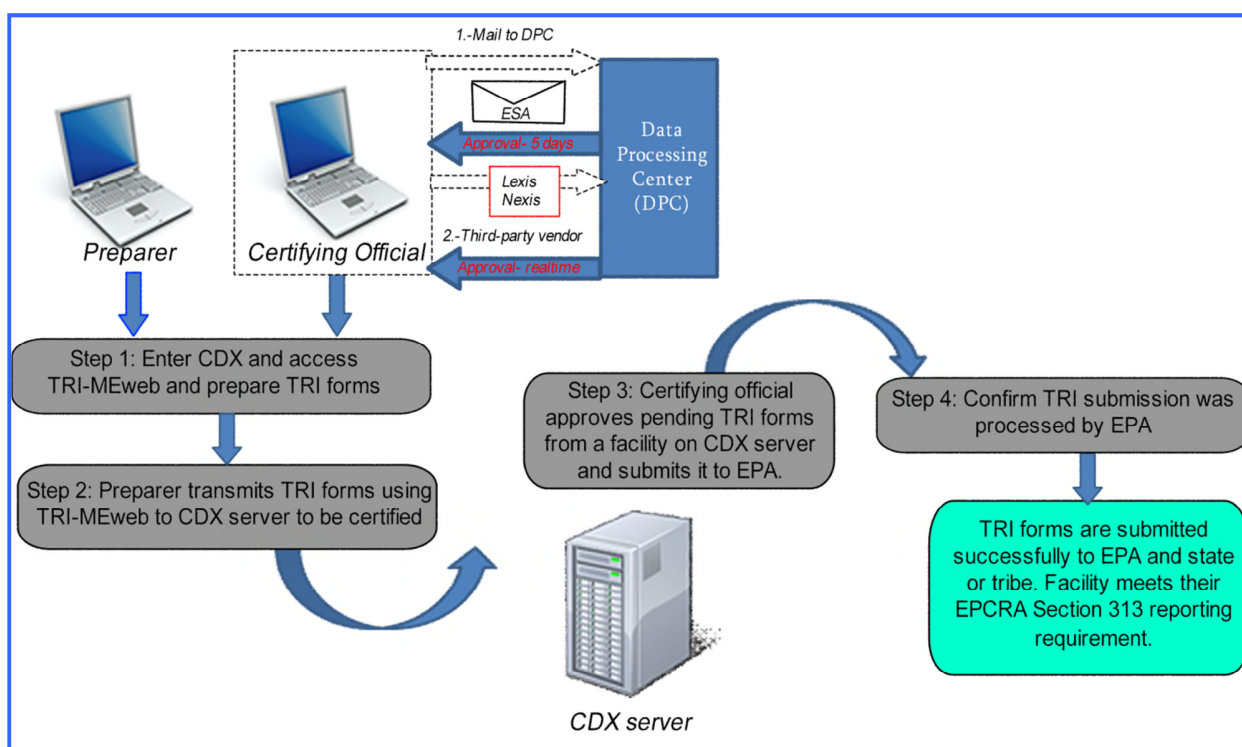 1.-Mail to DPC
ESA
Approval- 5 days
Lexis
Nexis
2.-Third-party vendor
Approval- realtime
Data
Processing
Center
(DPC)
Preparer
Certifying Official
Step 1: Enter CDX and access
TRI-MEweb and prepare TRI forms
Step 2: Preparer transmits TRI forms using
TRI-MEweb to CDX server to be certified
Step 3: Certifying official
approves pending TRI forms
from a facility on CDX server
and submits it to EPA.
CDX server
Step 4: Confirm TRI submission was
processed by EPA
TRI forms are submitted
successfully to EPA and state
or tribe. Facility meets their
EPCRA Section 313 reporting
requirement.